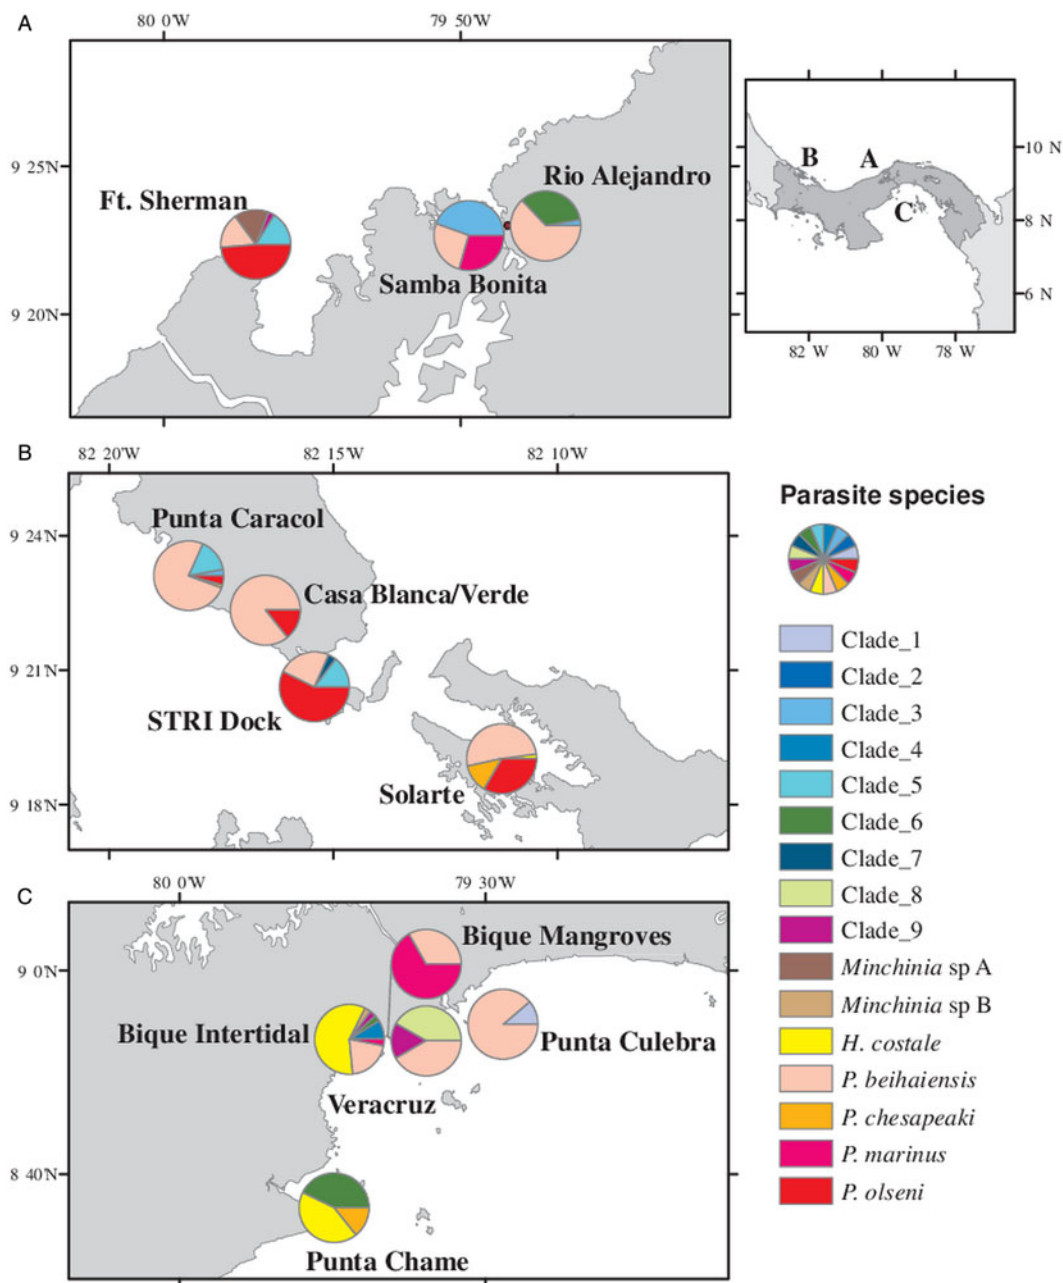 A
80 0'W
79 50'W
9 25'N
9 20'N
Ft. Sherman
Rio Alejandro
Samba Bonita
B
A
C
10 N
8 N
6 N
82 W
80 W
78 W
B
82 20'W
82 15'W
82 10'W
9 24'N
9 21'N
9 18'N
Punta Caracol
Casa Blanca/Verde
STRI Dock
Solarte
C
80 0'W
79 30'W
9 0'N
8 40'N
Bique Mangroves
Bique Intertidal
Punta Culebra
Veracruz
Punta Chame
Parasite species
Clade_1
Clade_2
Clade_3
Clade_4
Clade_5
Clade_6
Clade_7
Clade_8
Clade_9
Minchinia sp A
Minchinia sp B
H. costale
P. beihaiensis
P. chesapeaki
P. marinus
P. olseni